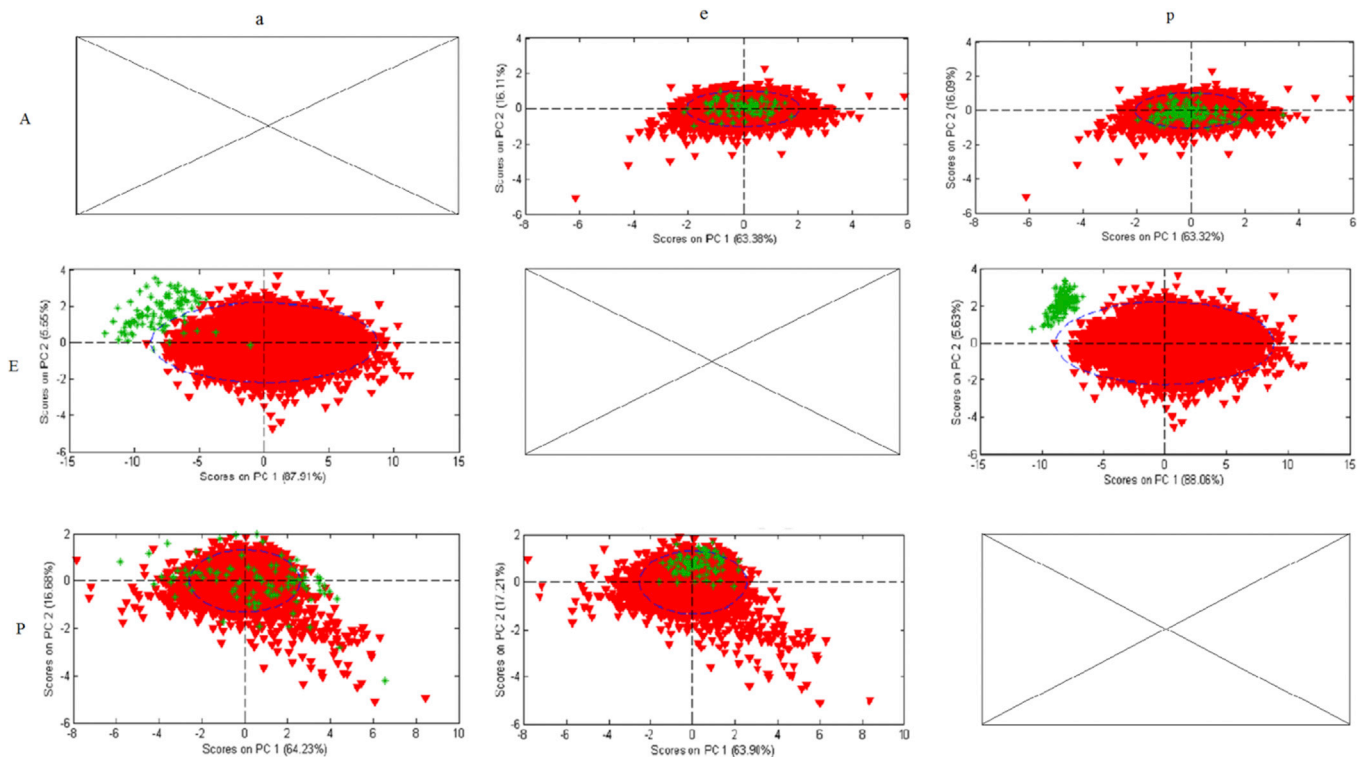 a e p
A
4
2
0
-2
-4
-6
Scores on PC 2 (16.11%)
-8 -6 -4 -2 0 2 4 6
Scores on PC 1 (63.38%)
4
2
0
-2
-4
-6
Scores on PC 2 (16.09%)
-8 -6 -4 -2 0 2 4 6
Scores on PC 1 (63.32%)
E
4
2
0
-2
-4
-6
Scores on PC 2 (5.65%)
-15 -10 -5 0 5 10 15
Scores on PC 1 (87.91%)
4
2
0
-2
-4
-6
Scores on PC 2 (5.63%)
-15 -10 -5 0 5 10 15
Scores on PC 1 (88.06%)
P
2
0
-2
-4
-6
Scores on PC 2 (16.68%)
-8 -6 -4 -2 0 2 4 6 8 10
Scores on PC 1 (64.23%)
2
0
-2
-4
-6
Scores on PC 2 (17.21%)
-8 -6 -4 -2 0 2 4 6 8 10
Scores on PC 1 (63.90%)